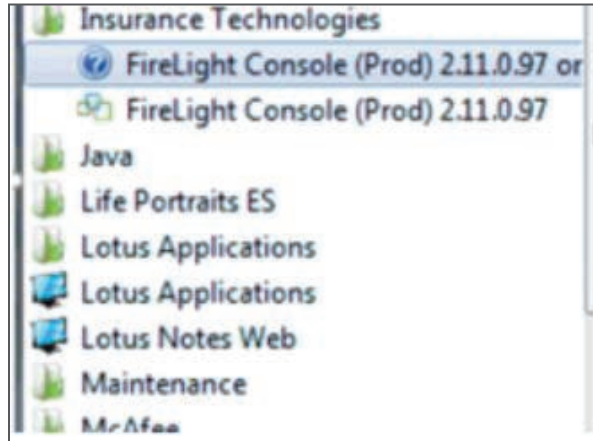 Insurance Technologies
FireLight Console (Prod) 2.11.0.97 or
FireLight Console (Prod) 2.11.0.97
Java
Life Portraits ES
Lotus Applications
Lotus Applications
Lotus Notes Web
Maintenance
McAfee